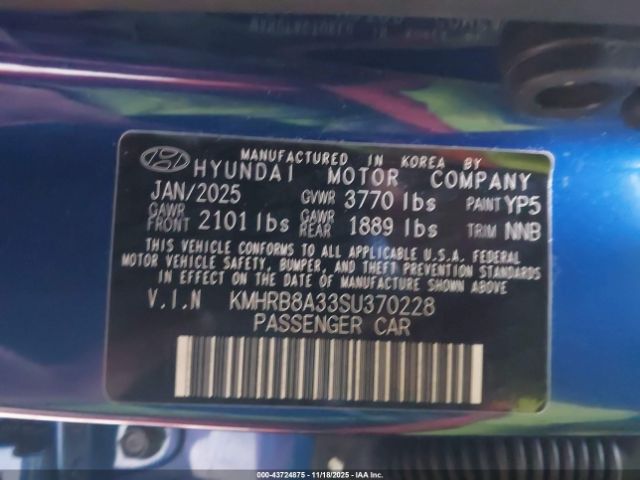 MANUFACTURED IN KOREA BY
HYUNDAI MOTOR COMPANY
JAN/2025 GVWR 3770 lbs PAINT YP5
GAWR FRONT 2101 lbs GAWR REAR 1889 lbs TRIM NNB
THIS VEHICLE CONFORMS TO ALL APPLICABLE U.S.A. FEDERAL
MOTOR VEHICLE SAFETY, BUMPER, AND THEFT PREVENTION STANDARDS
IN EFFECT ON THE DATE OF MANUFACTURE SHOWN ABOVE.
V.I.N KMHRB8A33SU370228
PASSENGER CAR
000-43724875 | 11/18/2025 - © IAA, Inc.